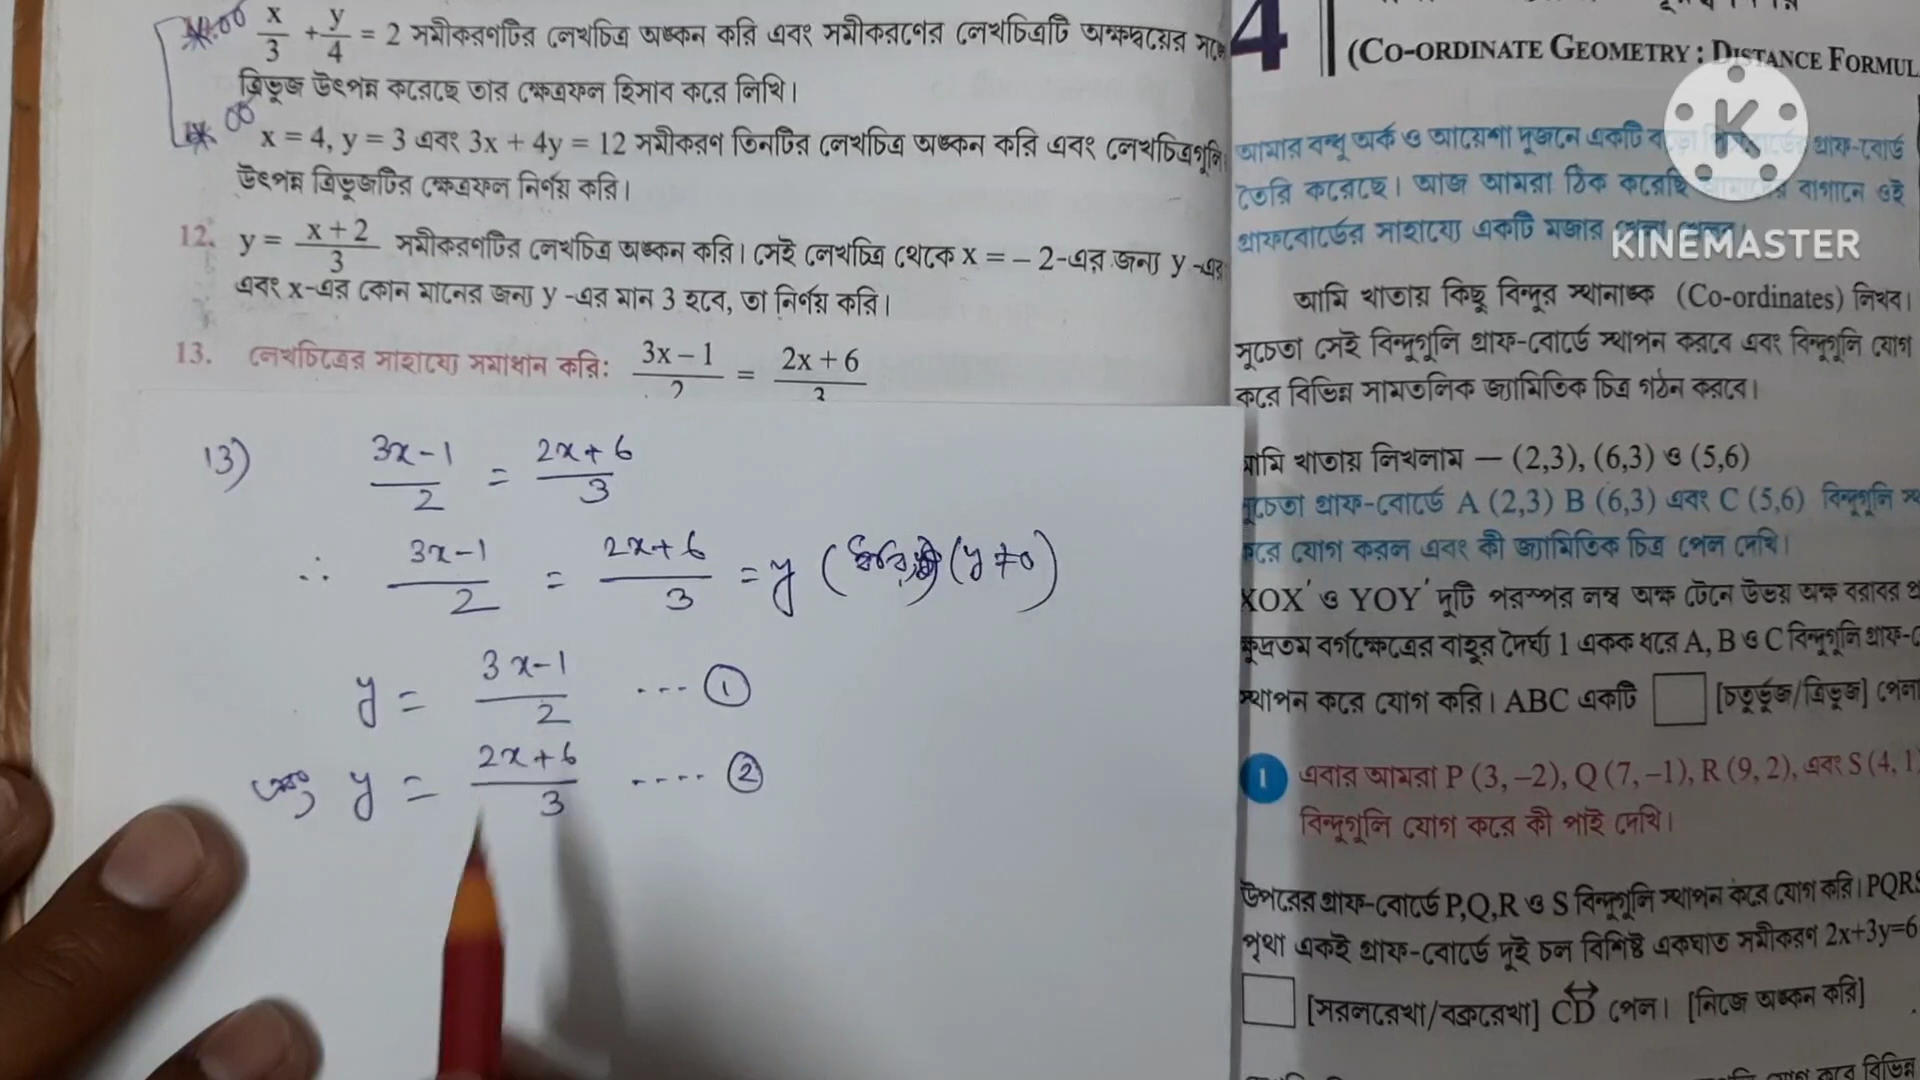 x/3 + y/4 = 2 সমীকরণটির লেখচিত্র অঙ্কন করি এবং সমীকরণের লেখচিত্রটি অক্ষদ্বয়ের সঙ্গে
ত্রিভুজ উৎপন্ন করেছে তার ক্ষেত্রফল হিসাব করে লিখি।
x = 4, y = 3 এবং 3x + 4y = 12 সমীকরণ তিনটির লেখচিত্র অঙ্কন করি এবং লেখচিত্রগুলি
উৎপন্ন ত্রিভুজটির ক্ষেত্রফল নির্ণয় করি।
12. y = (x + 2)/3 সমীকরণটির লেখচিত্র অঙ্কন করি। সেই লেখচিত্র থেকে x = – 2-এর জন্য y -এর
এবং x-এর কোন মানের জন্য y -এর মান 3 হবে, তা নির্ণয় করি।
13. লেখচিত্রের সাহায্যে সমাধান করি: (3x – 1)/2 = (2x + 6)/3
13) (3x-1)/2 = (2x+6)/3
∴ (3x-1)/2 = (2x+6)/3 = y (ধরি) (y ≠ 0)
y = (3x-1)/2 ---- ①
এবং y = (2x+6)/3 ----- ②
4
(CO-ORDINATE GEOMETRY : DISTANCE FORMUL
KINEMASTER
আমার বন্ধু অর্ক ও আয়েশা দুজনে একটি গ্রাফ-বোর্ড
তৈরি করেছে। আজ আমরা ঠিক করেছি বাগানে ওই
গ্রাফবোর্ডের সাহায্যে একটি মজার
আমি খাতায় কিছু বিন্দুর স্থানাঙ্ক (Co-ordinates) লিখব।
সুচেতা সেই বিন্দুগুলি গ্রাফ-বোর্ডে স্থাপন করবে এবং বিন্দুগুলি যোগ
করে বিভিন্ন সামতলিক জ্যামিতিক চিত্র গঠন করবে।
আমি খাতায় লিখলাম — (2,3), (6,3) ও (5,6)
সুচেতা গ্রাফ-বোর্ডে A (2,3) B (6,3) এবং C (5,6) বিন্দুগুলি
করে যোগ করল এবং কী জ্যামিতিক চিত্র পেল দেখি।
XOX′ ও YOY′ দুটি পরস্পর লম্ব অক্ষ টেনে উভয় অক্ষ বরাবর
ক্ষুদ্রতম বর্গক্ষেত্রের বাহুর দৈর্ঘ্য 1 একক ধরে A, B ও C বিন্দুগুলি গ্রাফ-
স্থাপন করে যোগ করি। ABC একটি [চতুর্ভুজ/ত্রিভুজ] পেলা
1 এবার আমরা P (3, –2), Q (7, –1), R (9, 2), এবং S (4, 1
বিন্দুগুলি যোগ করে কী পাই দেখি।
উপরের গ্রাফ-বোর্ডে P,Q,R ও S বিন্দুগুলি স্থাপন করে যোগ করি। PQRS
পৃথা একই গ্রাফ-বোর্ডে দুই চল বিশিষ্ট একঘাত সমীকরণ 2x+3y=6
[সরলরেখা/বক্ররেখা] CD পেল। [নিজে অঙ্কন করি]